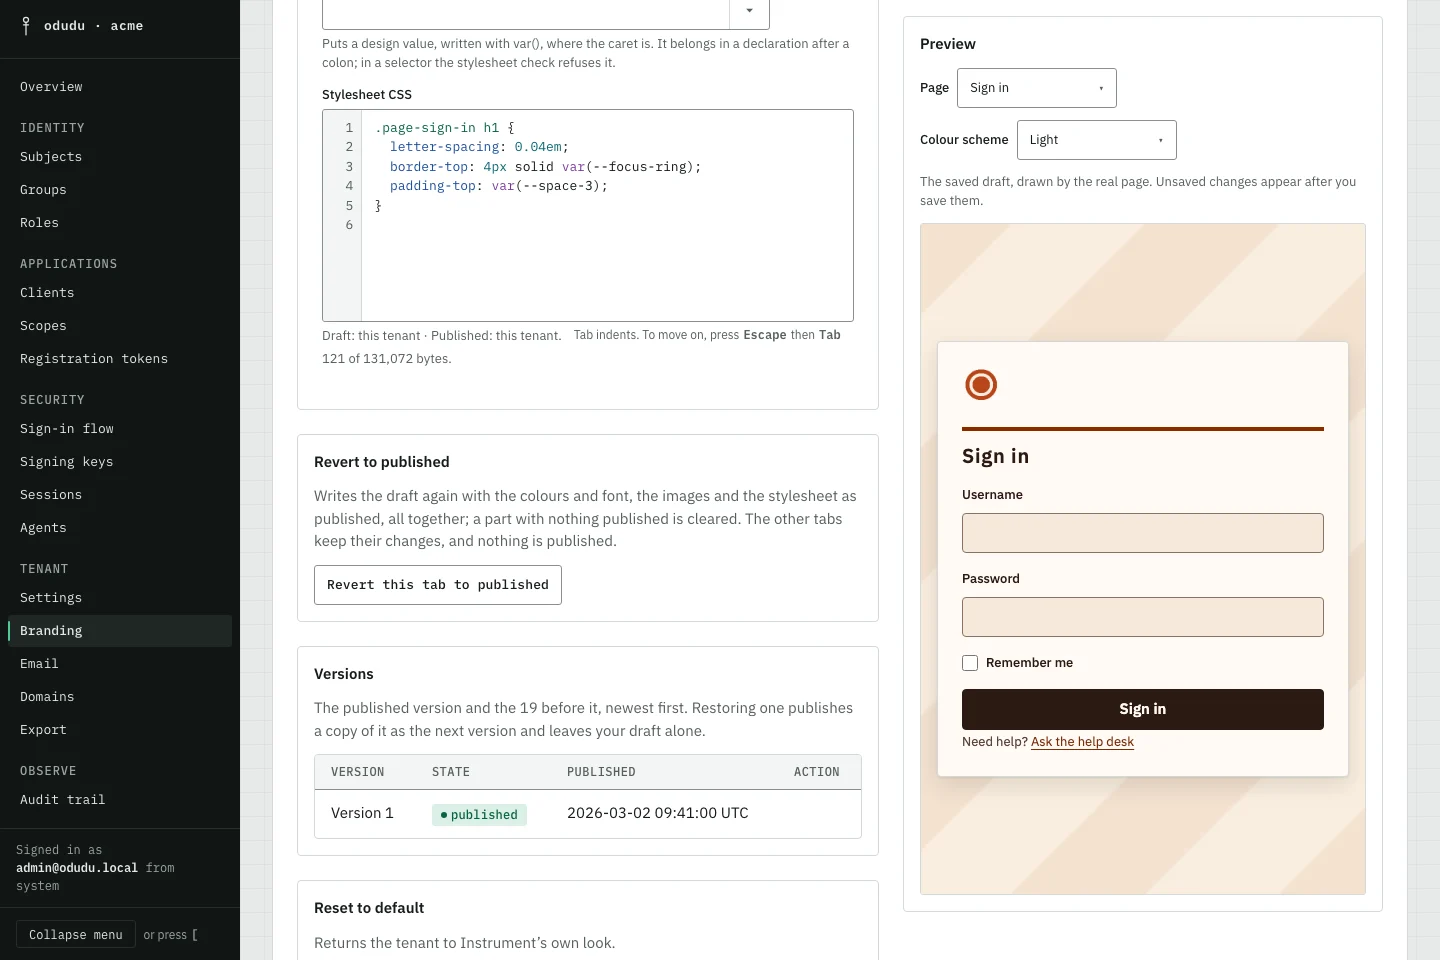 odudu · acme
Overview
IDENTITY
Subjects
Groups
Roles
APPLICATIONS
Clients
Scopes
Registration tokens
SECURITY
Sign-in flow
Signing keys
Sessions
Agents
TENANT
Settings
Branding
Email
Domains
Export
OBSERVE
Audit trail
Signed in as
admin@odudu.local from
system
Collapse menu or press [
Puts a design value, written with var(), where the caret is. It belongs in a declaration after a
colon; in a selector the stylesheet check refuses it.
Stylesheet CSS
1 .page-sign-in h1 {
2 letter-spacing: 0.04em;
3 border-top: 4px solid var(--focus-ring);
4 padding-top: var(--space-3);
5 }
6
Draft: this tenant · Published: this tenant. Tab indents. To move on, press Escape then Tab
121 of 131,072 bytes.
Revert to published
Writes the draft again with the colours and font, the images and the stylesheet as
published, all together; a part with nothing published is cleared. The other tabs
keep their changes, and nothing is published.
Revert this tab to published
Versions
The published version and the 19 before it, newest first. Restoring one publishes
a copy of it as the next version and leaves your draft alone.
VERSION STATE PUBLISHED ACTION
Version 1 published 2026-03-02 09:41:00 UTC
Reset to default
Returns the tenant to Instrument’s own look.
Preview
Page Sign in
Colour scheme Light
The saved draft, drawn by the real page. Unsaved changes appear after you
save them.
Sign in
Username
Password
Remember me
Sign in
Need help? Ask the help desk